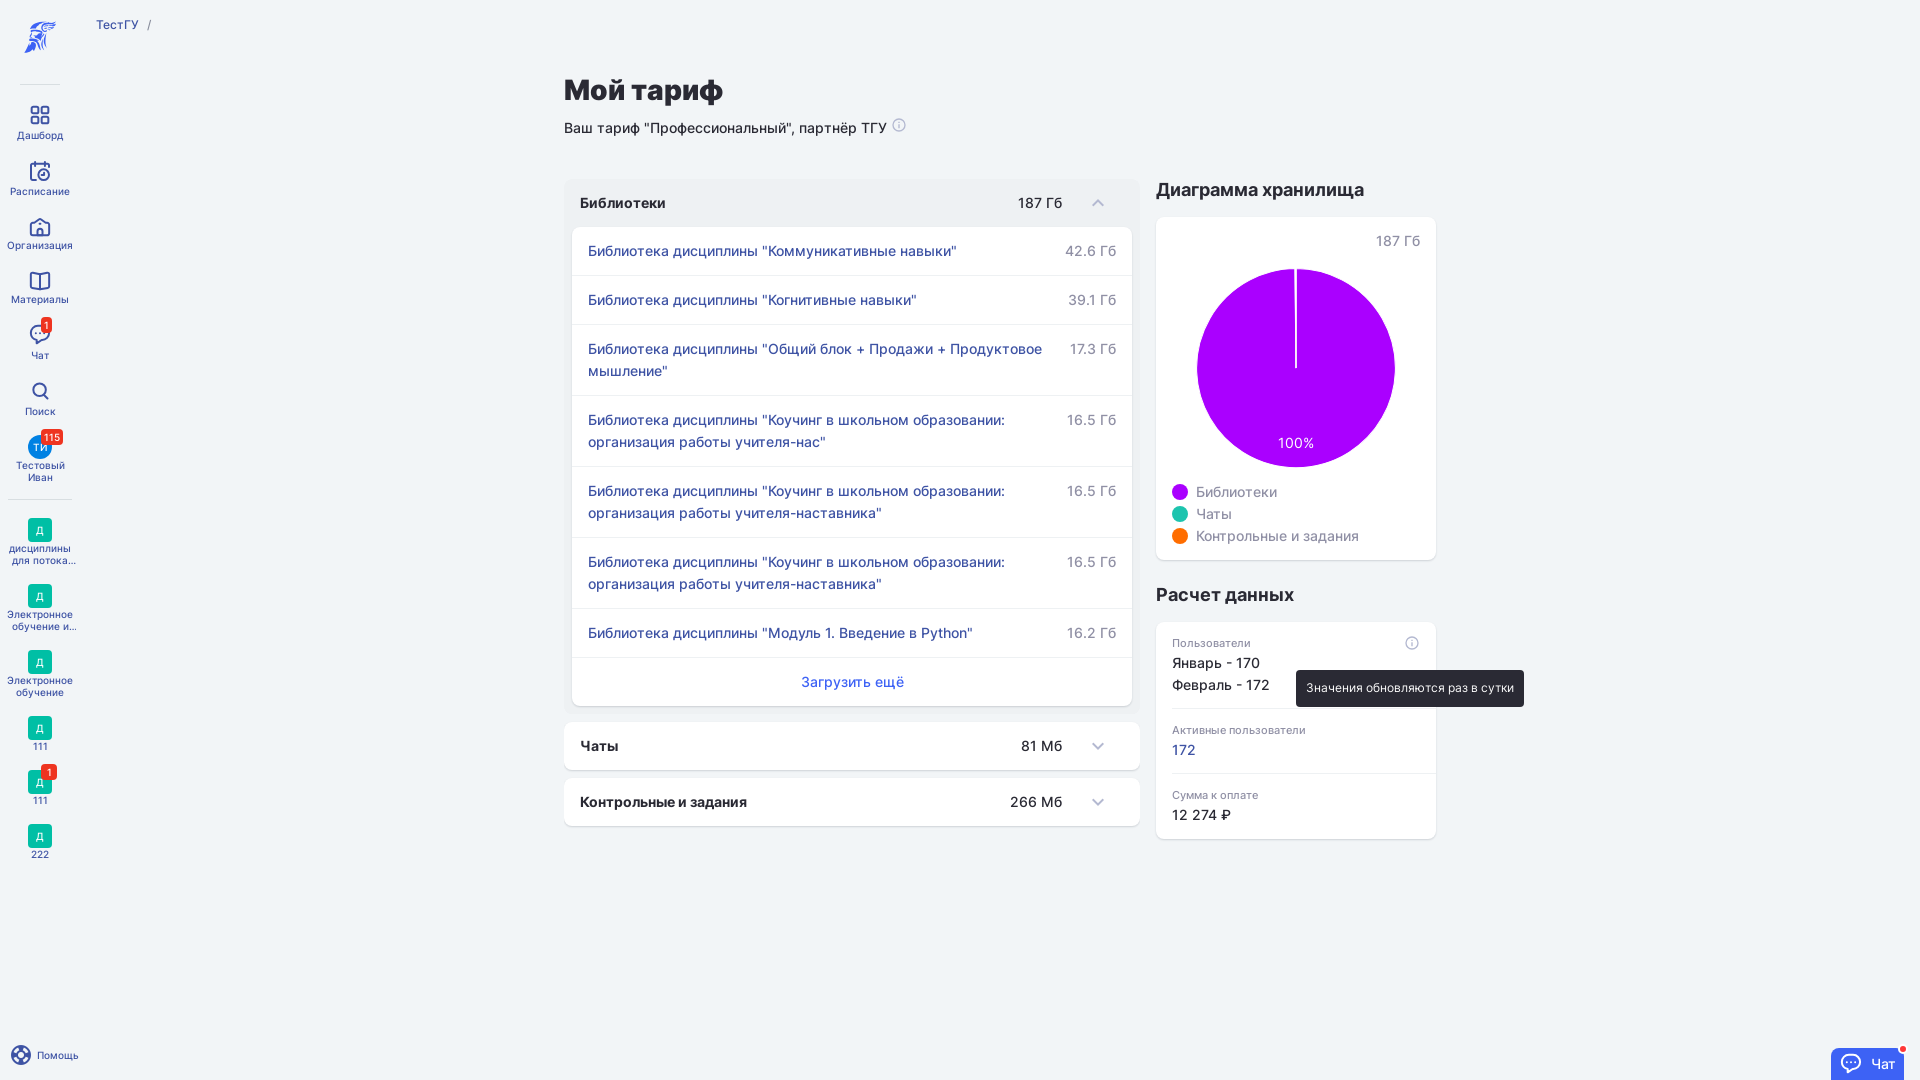 ТестГУ /
Дашборд
Расписание
Организация
Материалы
1
Чат
Поиск
ТИ
115
Тестовый
Иван
Д
дисциплины
для потока...
Д
Электронное
обучение и...
Д
Электронное
обучение
Д
111
Д
1
111
Д
222
Помощь
Мой тариф
Ваш тариф "Профессиональный", партнёр ТГУ
Библиотеки 187 Гб
Библиотека дисциплины "Коммуникативные навыки" 42.6 Гб
Библиотека дисциплины "Когнитивные навыки" 39.1 Гб
Библиотека дисциплины "Общий блок + Продажи + Продуктовое 17.3 Гб
мышление"
Библиотека дисциплины "Коучинг в школьном образовании: 16.5 Гб
организация работы учителя-нас"
Библиотека дисциплины "Коучинг в школьном образовании: 16.5 Гб
организация работы учителя-наставника"
Библиотека дисциплины "Коучинг в школьном образовании: 16.5 Гб
организация работы учителя-наставника"
Библиотека дисциплины "Модуль 1. Введение в Python" 16.2 Гб
Загрузить ещё
Чаты 81 Мб
Контрольные и задания 266 Мб
Диаграмма хранилища
187 Гб
100%
Библиотеки
Чаты
Контрольные и задания
Расчет данных
Пользователи
Январь - 170
Февраль - 172
Значения обновляются раз в сутки
Активные пользователи
172
Сумма к оплате
12 274 ₽
Чат